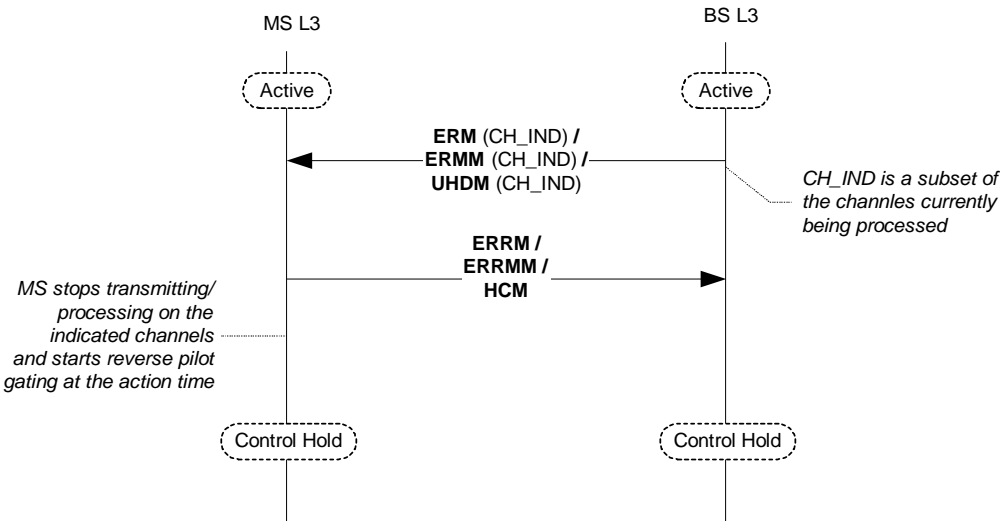 MS L3
BS L3
Active
Active
ERM (CH_IND) /
ERMM (CH_IND) /
UHDM (CH_IND)
CH_IND is a subset of
the channles currently
being processed
ERRM /
ERRMM /
HCM
MS stops transmitting/
processing on the
indicated channels
and starts reverse pilot
gating at the action time
Control Hold
Control Hold